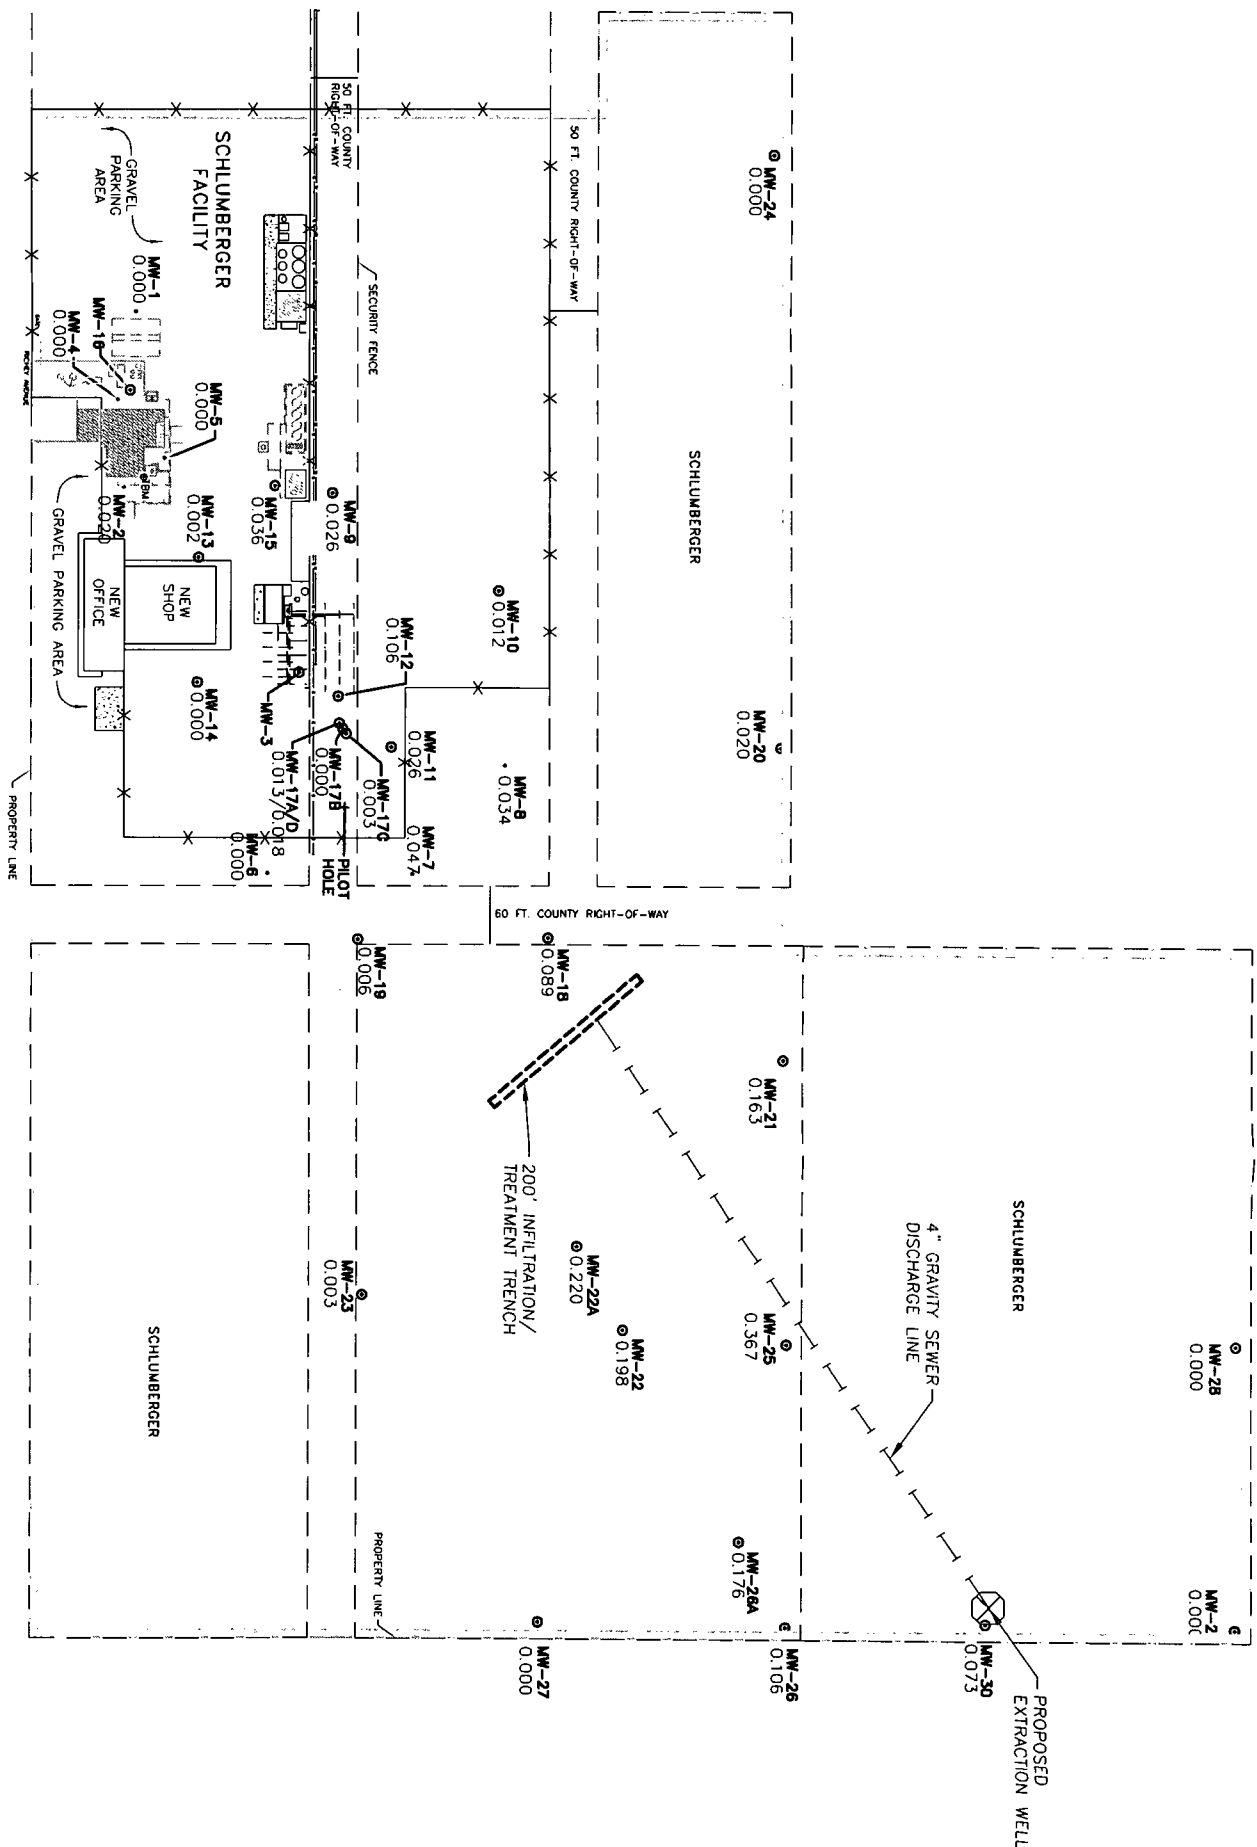 MW-24
0.000
50 FT. COUNTY RIGHT-OF-WAY
50 FT. COUNTY
RIGHT-OF-WAY
SCHLUMBERGER
FACILITY
GRAVEL
PARKING
AREA
MW-1
0.000
MW-16
MW-4
0.000
RICHEY AVENUE
SECURITY FENCE
MW-5
0.000
TBM
MW-2
0.020
MW-13
0.002
MW-15
0.036
MW-9
0.026
SCHLUMBERGER
GRAVEL PARKING AREA
NEW
OFFICE
NEW
SHOP
MW-10
0.012
MW-12
0.106
MW-14
0.000
MW-3
MW-17A/D
0.013/0.018
MW-17B
0.000
MW-17C
0.003
MW-11
0.026
MW-8
0.034
MW-20
0.020
MW-7
0.047
MW-6
0.000
PILOT
HOLE
PROPERTY LINE
60 FT. COUNTY RIGHT-OF-WAY
MW-19
0.006
MW-18
0.089
MW-21
0.163
200' INFILTRATION/
TREATMENT TRENCH
4" GRAVITY SEWER
DISCHARGE LINE
SCHLUMBERGER
MW-23
0.003
MW-22A
0.220
MW-22
0.198
MW-25
0.367
MW-28
0.000
SCHLUMBERGER
PROPERTY LINE
MW-26A
0.176
MW-27
0.000
MW-26
0.106
MW-30
0.073
MW-2
0.00
PROPOSED
EXTRACTION WELL